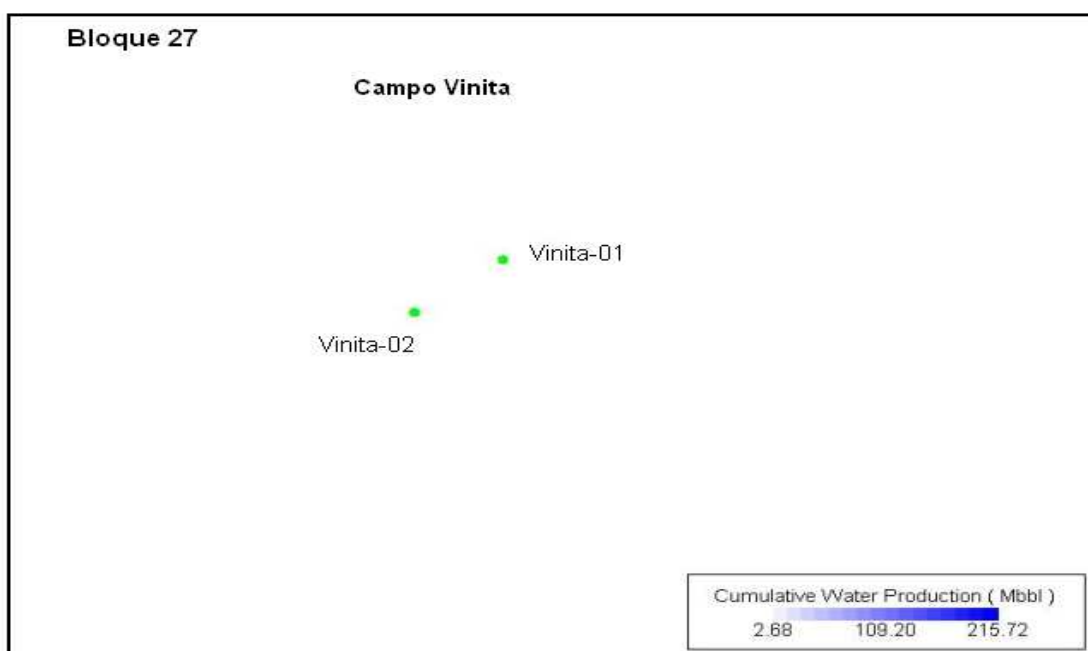 Bloque 27
Campo Vinita
Vinita-01
Vinita-02
Cumulative Water Production ( Mbbl )
2.68 109.20 215.72